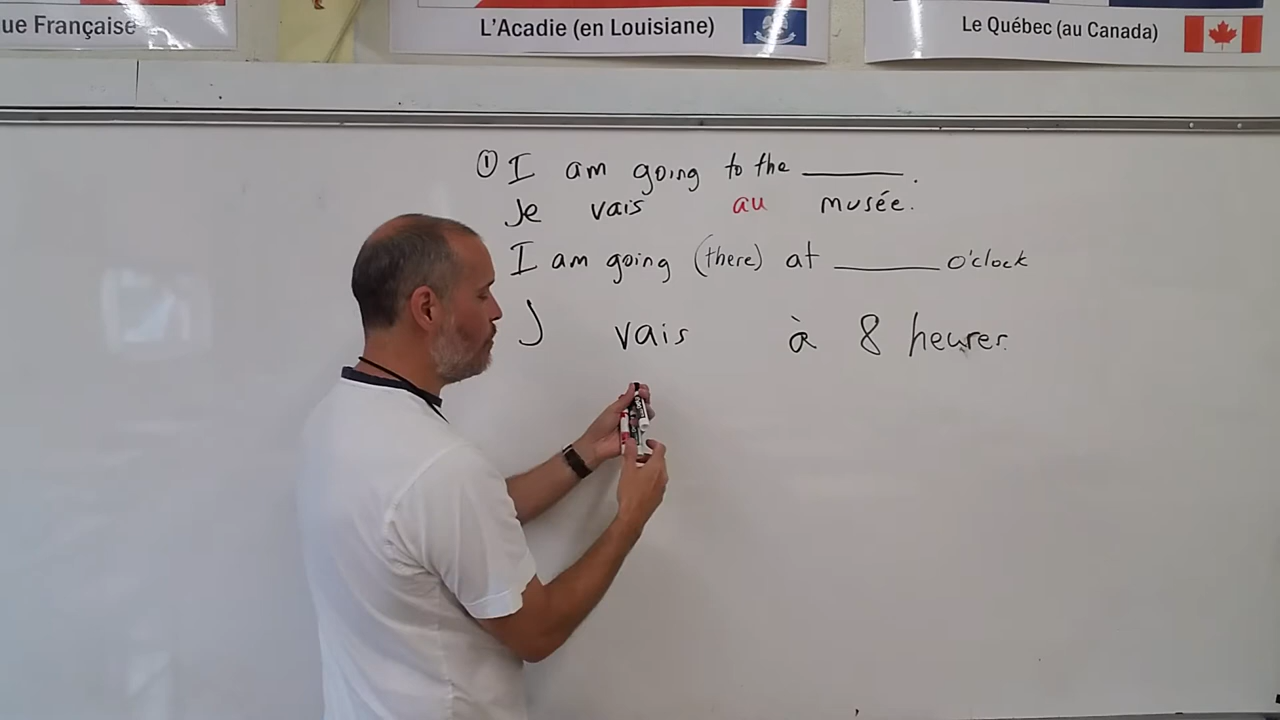 ue Française
L'Acadie (en Louisiane)
Le Québec (au Canada)
① I am going to the ______.
Je vais au musée.
I am going (there) at ______ o'clock
J vais à 8 heures.